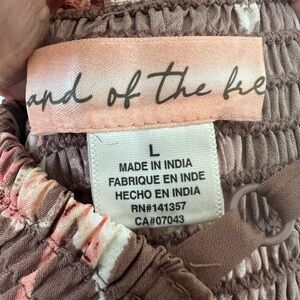 and of the fre
L
MADE IN INDIA
FABRIQUE EN INDE
HECHO EN INDIA
RN#141357
CA#07043